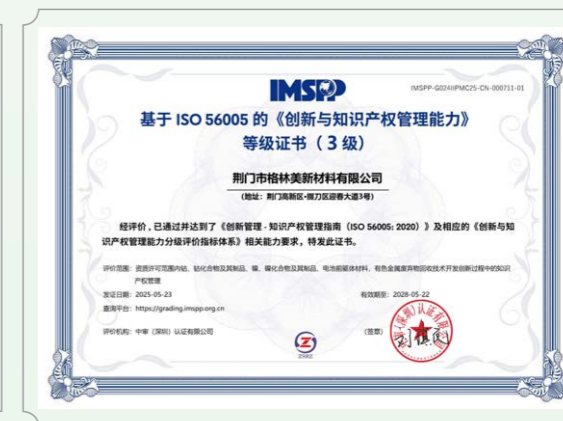 IMSPP
IMSPP-G024IIPMC25-CN-000711-01
基于 ISO 56005 的《创新与知识产权管理能力》
等级证书（3 级）
荆门市格林美新材料有限公司
（地址：荆门高新区·掇刀区迎春大道3号）
经评价，已通过并达到了《创新管理 - 知识产权管理指南（ISO 56005: 2020）》及相应的《创新与知
识产权管理能力分级评价指标体系》相关能力要求，特发此证书。
评价范围：资质许可范围内钴、钴化合物及其制品、镍、镍化合物及其制品、电池前驱体材料、有色金属废弃物回收技术开发创新过程中的知识
产权管理
发证日期：2025-05-23
有效期至：2028-05-22
查询平台：https://grading.imspp.org.cn
评价机构：中审（深圳）认证有限公司
（签章）